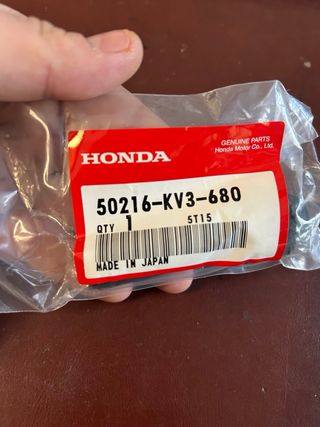 GENUINE PARTS
Honda Motor Co., Ltd.
HONDA
50216-KV3-680
QTY 1 5T15
MADE IN JAPAN